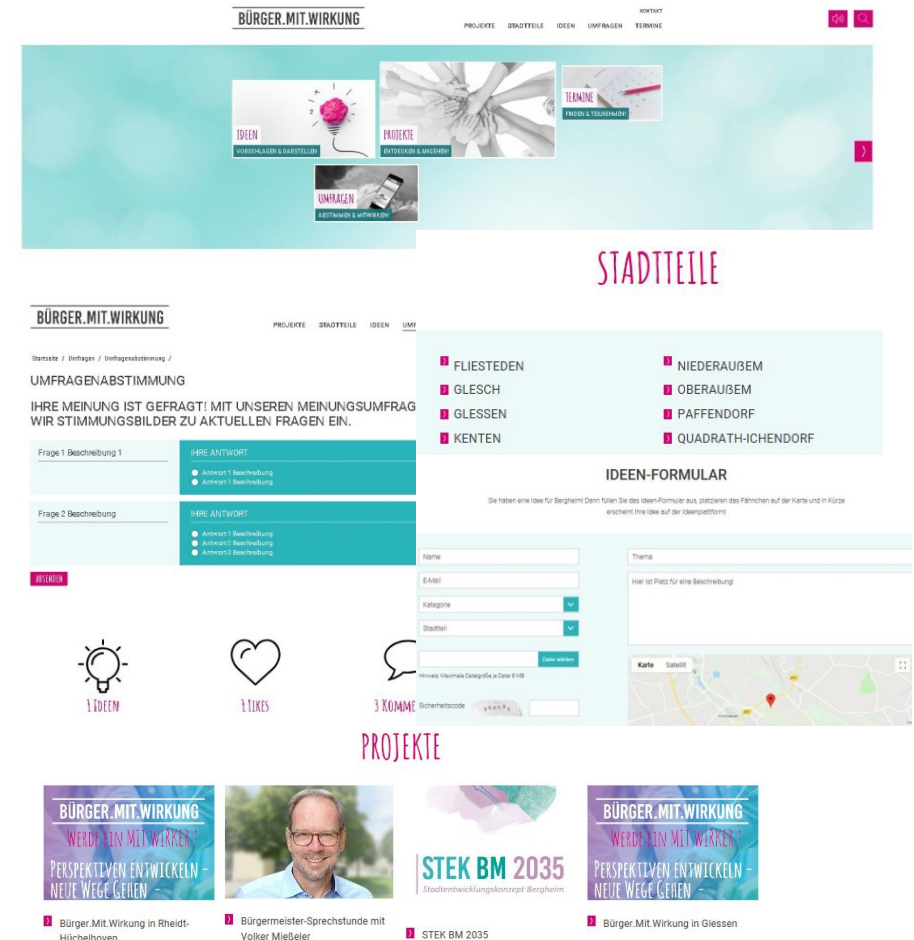 BÜRGER.MIT.WIRKUNG
KONTAKT
PROJEKTE STADTTEILE IDEEN UMFRAGEN TERMINE
IDEEN
VORSCHLAGEN & DARSTELLEN
PROJEKTE
ENTDECKEN & ANGEHEN!
TERMINE
FINDEN & TEILNEHMEN!
UMFRAGEN
ABSTIMMEN & MITWIRKEN!
STADTTEILE
FLIESTEDEN
GLESCH
GLESSEN
KENTEN
NIEDERAUßEM
OBERAUßEM
PAFFENDORF
QUADRATH-ICHENDORF
BÜRGER.MIT.WIRKUNG
PROJEKTE STADTTEILE IDEEN UMF
Startseite / Umfragen / Umfragenabstimmung /
UMFRAGENABSTIMMUNG
IHRE MEINUNG IST GEFRAGT! MIT UNSEREN MEINUNGSUMFRAG
WIR STIMMUNGSBILDER ZU AKTUELLEN FRAGEN EIN.
Frage 1 Beschreibung 1
IHRE ANTWORT
Antwort 1 Beschreibung
Antwort 1 Beschreibung
Frage 2 Beschreibung
IHRE ANTWORT
Antwort 1 Beschreibung
Antwort 2 Beschreibung
Antwort 3 Beschreibung
ABSENDEN
3 IDEEN
3 LIKES
3 KOMME
IDEEN-FORMULAR
Sie haben eine Idee für Bergheim! Dann füllen Sie das Ideen-Formular aus, platzieren das Fähnchen auf der Karte und in Kürze
erscheint Ihre Idee auf der Ideenplattform!
Name
E-Mail
Kategorie
Stadtteil
Datei wählen
Hinweis: Maximale Dateigröße je Datei 8 MB
Sicherheitscode
Thema
Hier ist Platz für eine Beschreibung!
Karte Satellit
PROJEKTE
BÜRGER.MIT.WIRKUNG
WERDE EIN MIT WIRKER !
PERSPEKTIVEN ENTWICKELN -
NEUE WEGE GEHEN -
Bürger.Mit.Wirkung in Rheidt-
Hüchelhoven
Bürgermeister-Sprechstunde mit
Volker Mießeler
STEK BM 2035
Stadtentwicklungskonzept Bergheim
STEK BM 2035
BÜRGER.MIT.WIRKUNG
WERDE EIN MIT WIRKER !
PERSPEKTIVEN ENTWICKELN -
NEUE WEGE GEHEN -
Bürger.Mit.Wirkung in Glessen